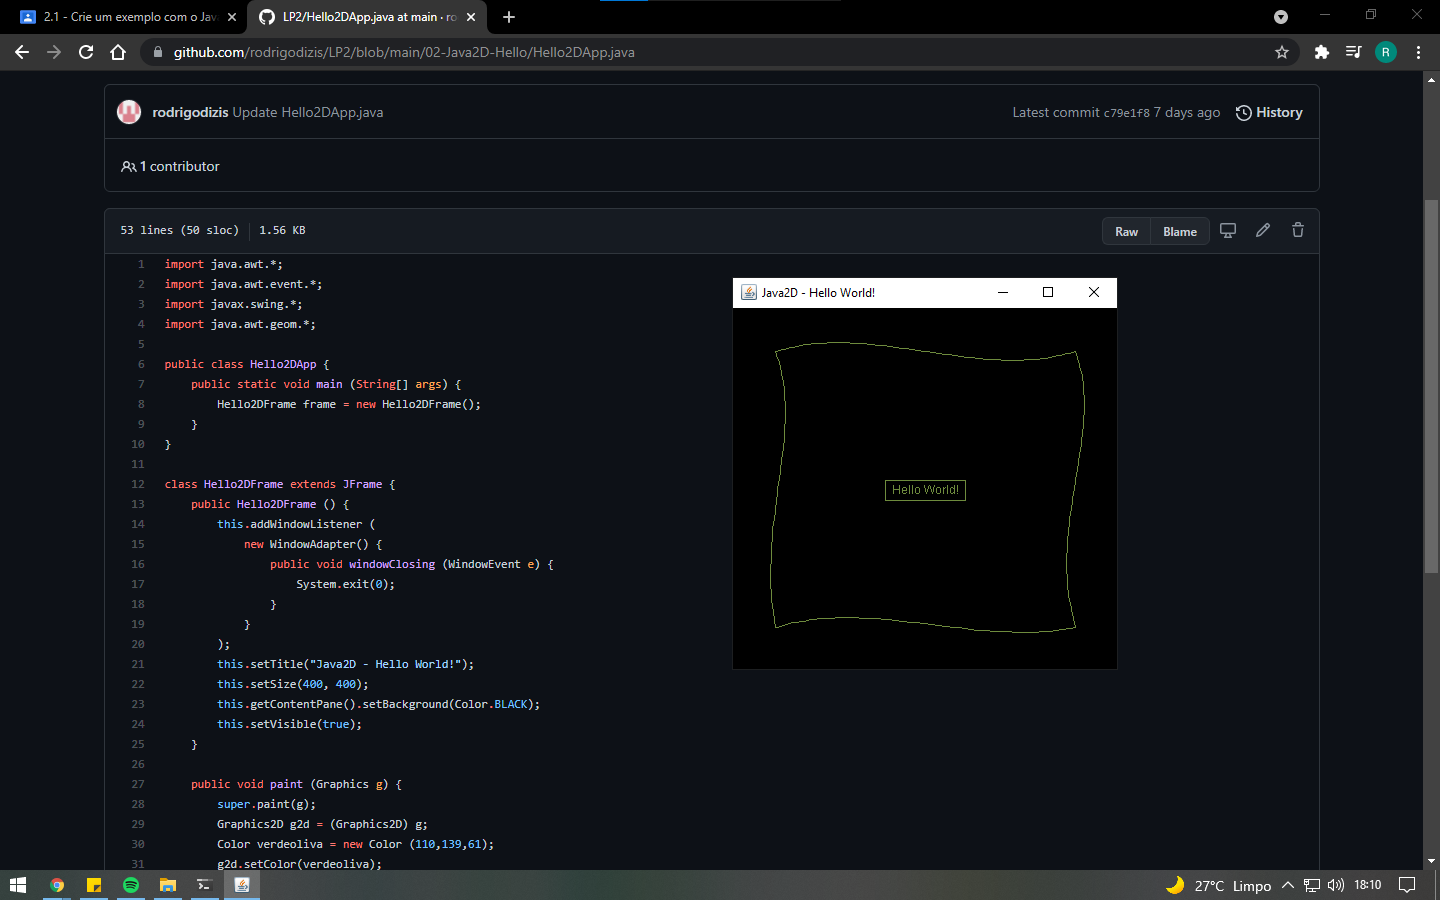 2.1 - Crie um exemplo com o Jav
LP2/Hello2DApp.java at main · ro
github.com/rodrigodizis/LP2/blob/main/02-Java2D-Hello/Hello2DApp.java
R
rodrigodizis Update Hello2DApp.java
Latest commit c79e1f8 7 days ago
History
1 contributor
53 lines (50 sloc) 1.56 KB
Raw
Blame
1 import java.awt.*;
2 import java.awt.event.*;
3 import javax.swing.*;
4 import java.awt.geom.*;
5
6 public class Hello2DApp {
7 public static void main (String[] args) {
8 Hello2DFrame frame = new Hello2DFrame();
9 }
10 }
11
12 class Hello2DFrame extends JFrame {
13 public Hello2DFrame () {
14 this.addWindowListener (
15 new WindowAdapter() {
16 public void windowClosing (WindowEvent e) {
17 System.exit(0);
18 }
19 }
20 );
21 this.setTitle("Java2D - Hello World!");
22 this.setSize(400, 400);
23 this.getContentPane().setBackground(Color.BLACK);
24 this.setVisible(true);
25 }
26
27 public void paint (Graphics g) {
28 super.paint(g);
29 Graphics2D g2d = (Graphics2D) g;
30 Color verdeoliva = new Color (110,139,61);
31 g2d.setColor(verdeoliva);
Java2D - Hello World!
Hello World!
27°C Limpo
18:10